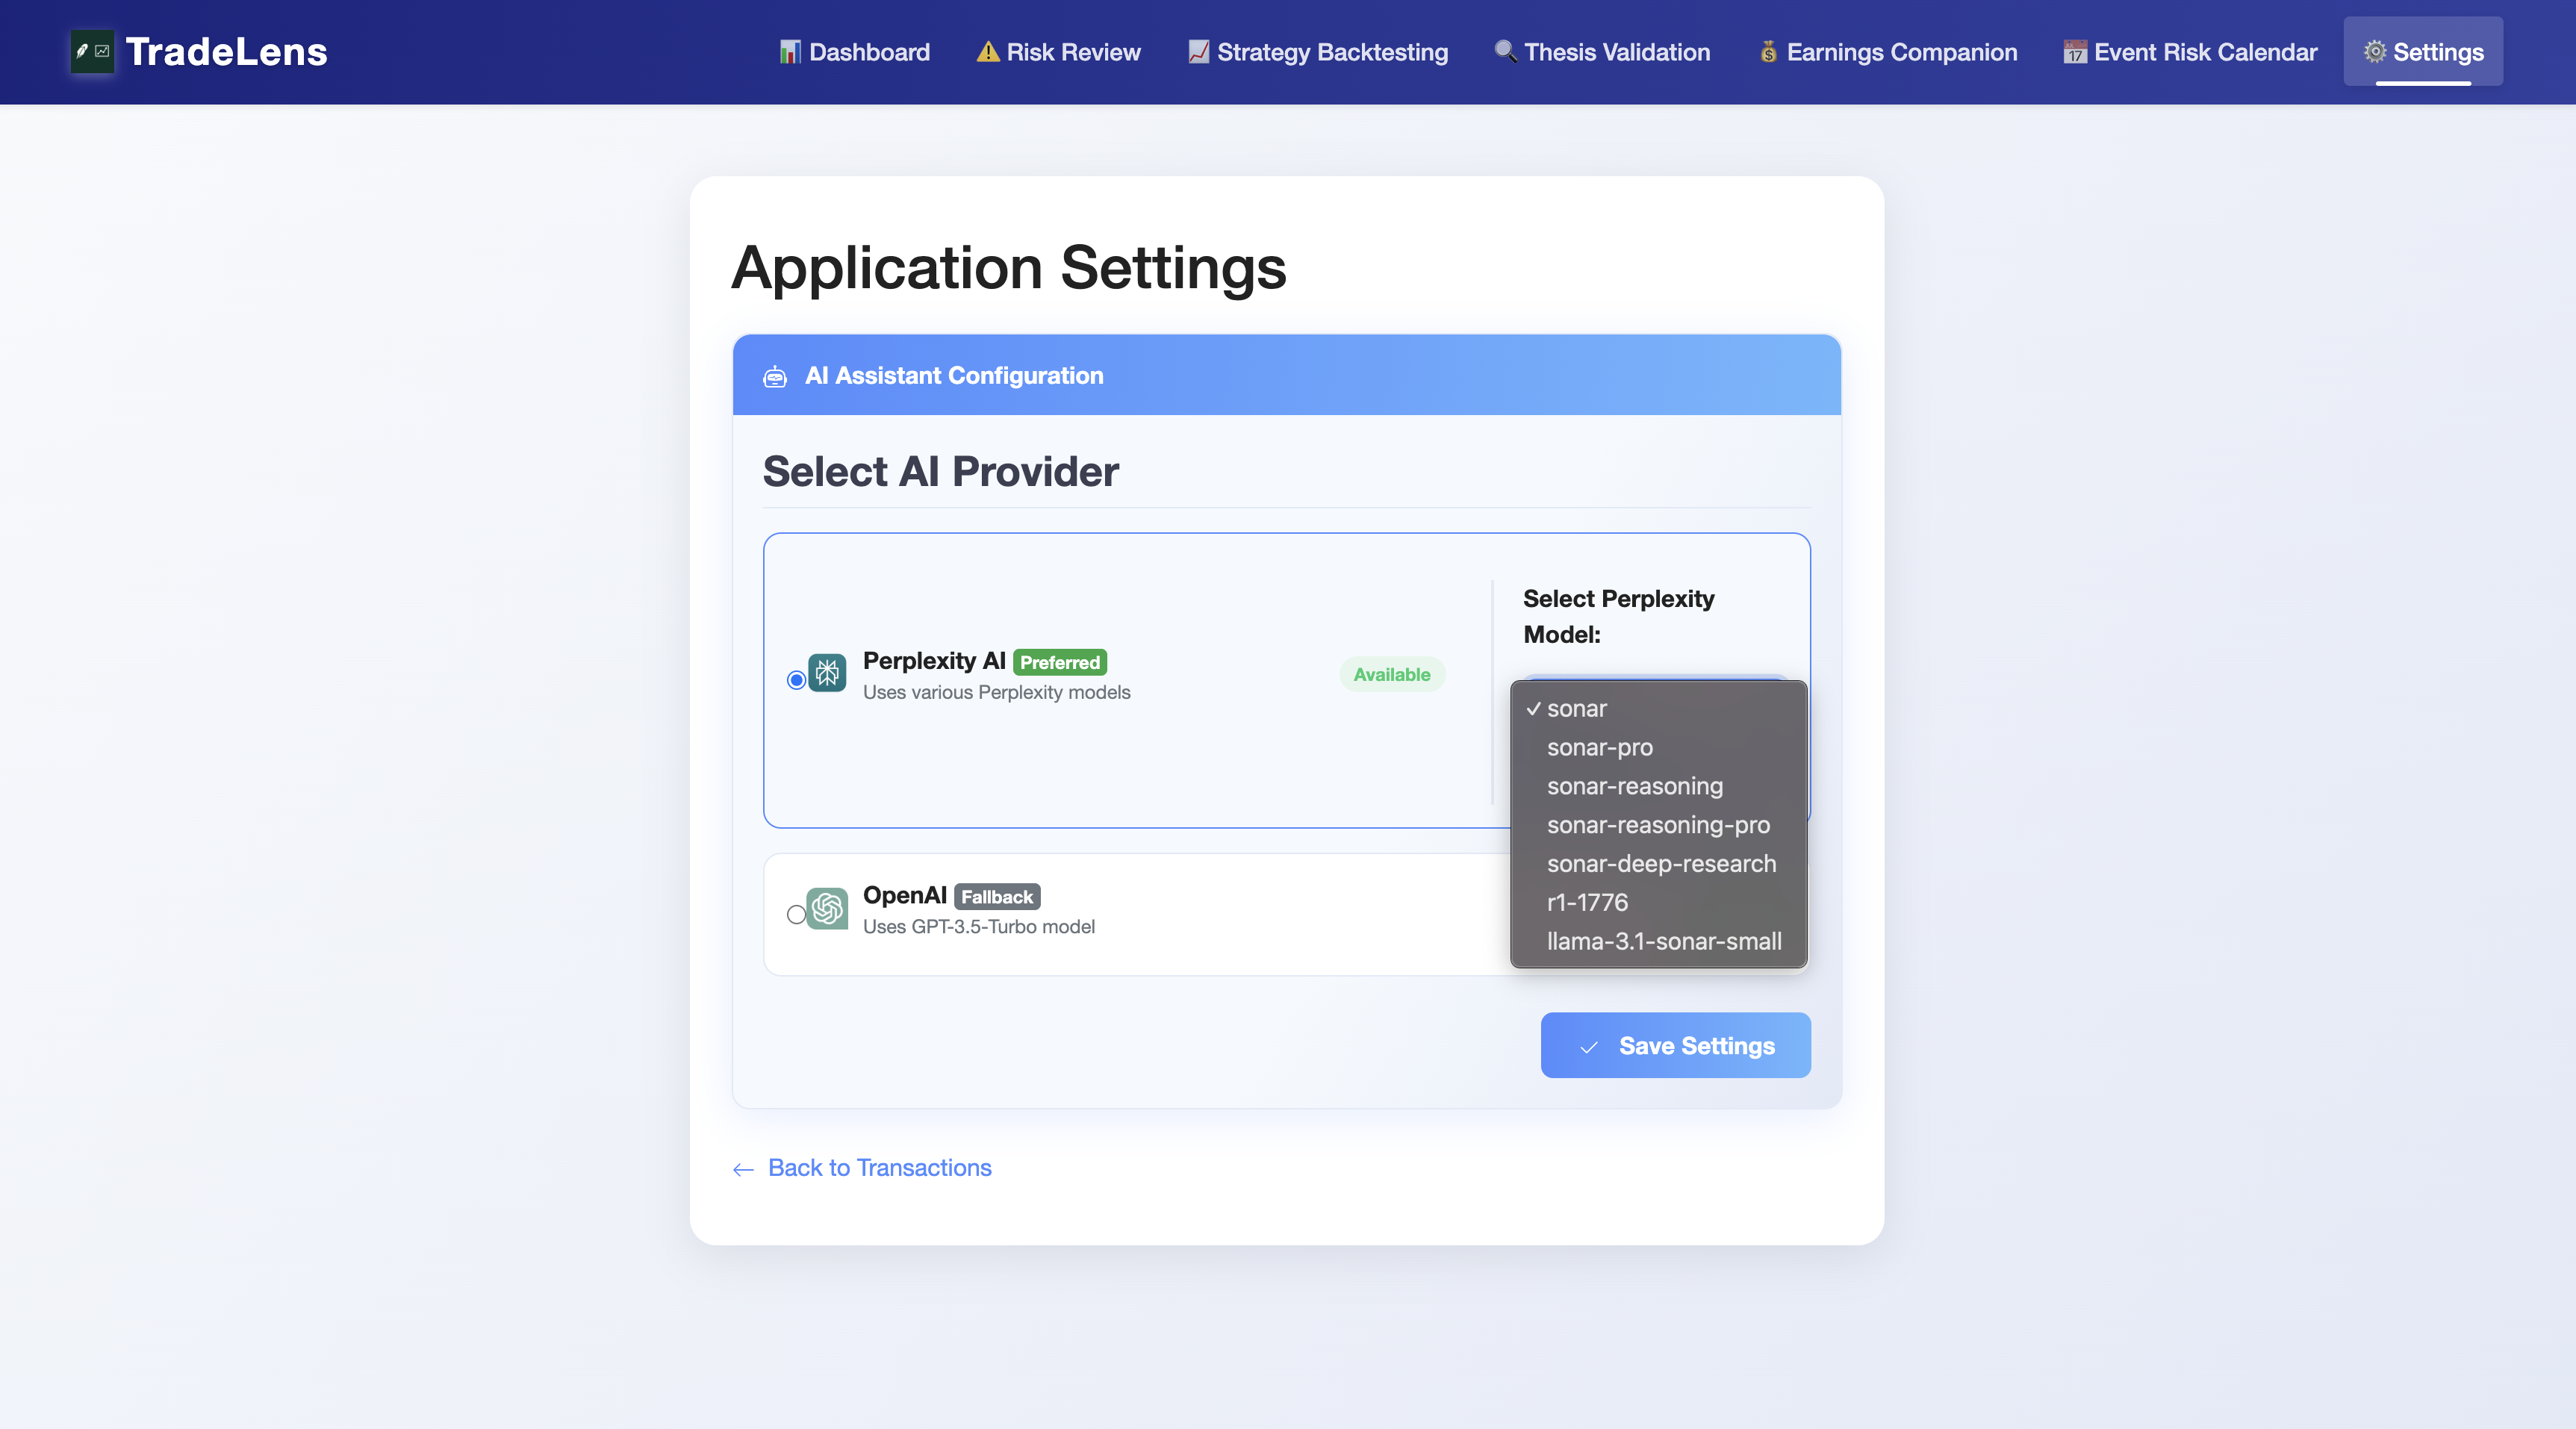 TradeLens
Dashboard
Risk Review
Strategy Backtesting
Thesis Validation
Earnings Companion
17
Event Risk Calendar
Settings
Application Settings
AI Assistant Configuration
Select AI Provider
Perplexity AI Preferred
Uses various Perplexity models
Available
Select Perplexity
Model:
✓ sonar
sonar-pro
sonar-reasoning
sonar-reasoning-pro
sonar-deep-research
r1-1776
llama-3.1-sonar-small
OpenAI Fallback
Uses GPT-3.5-Turbo model
✓ Save Settings
← Back to Transactions